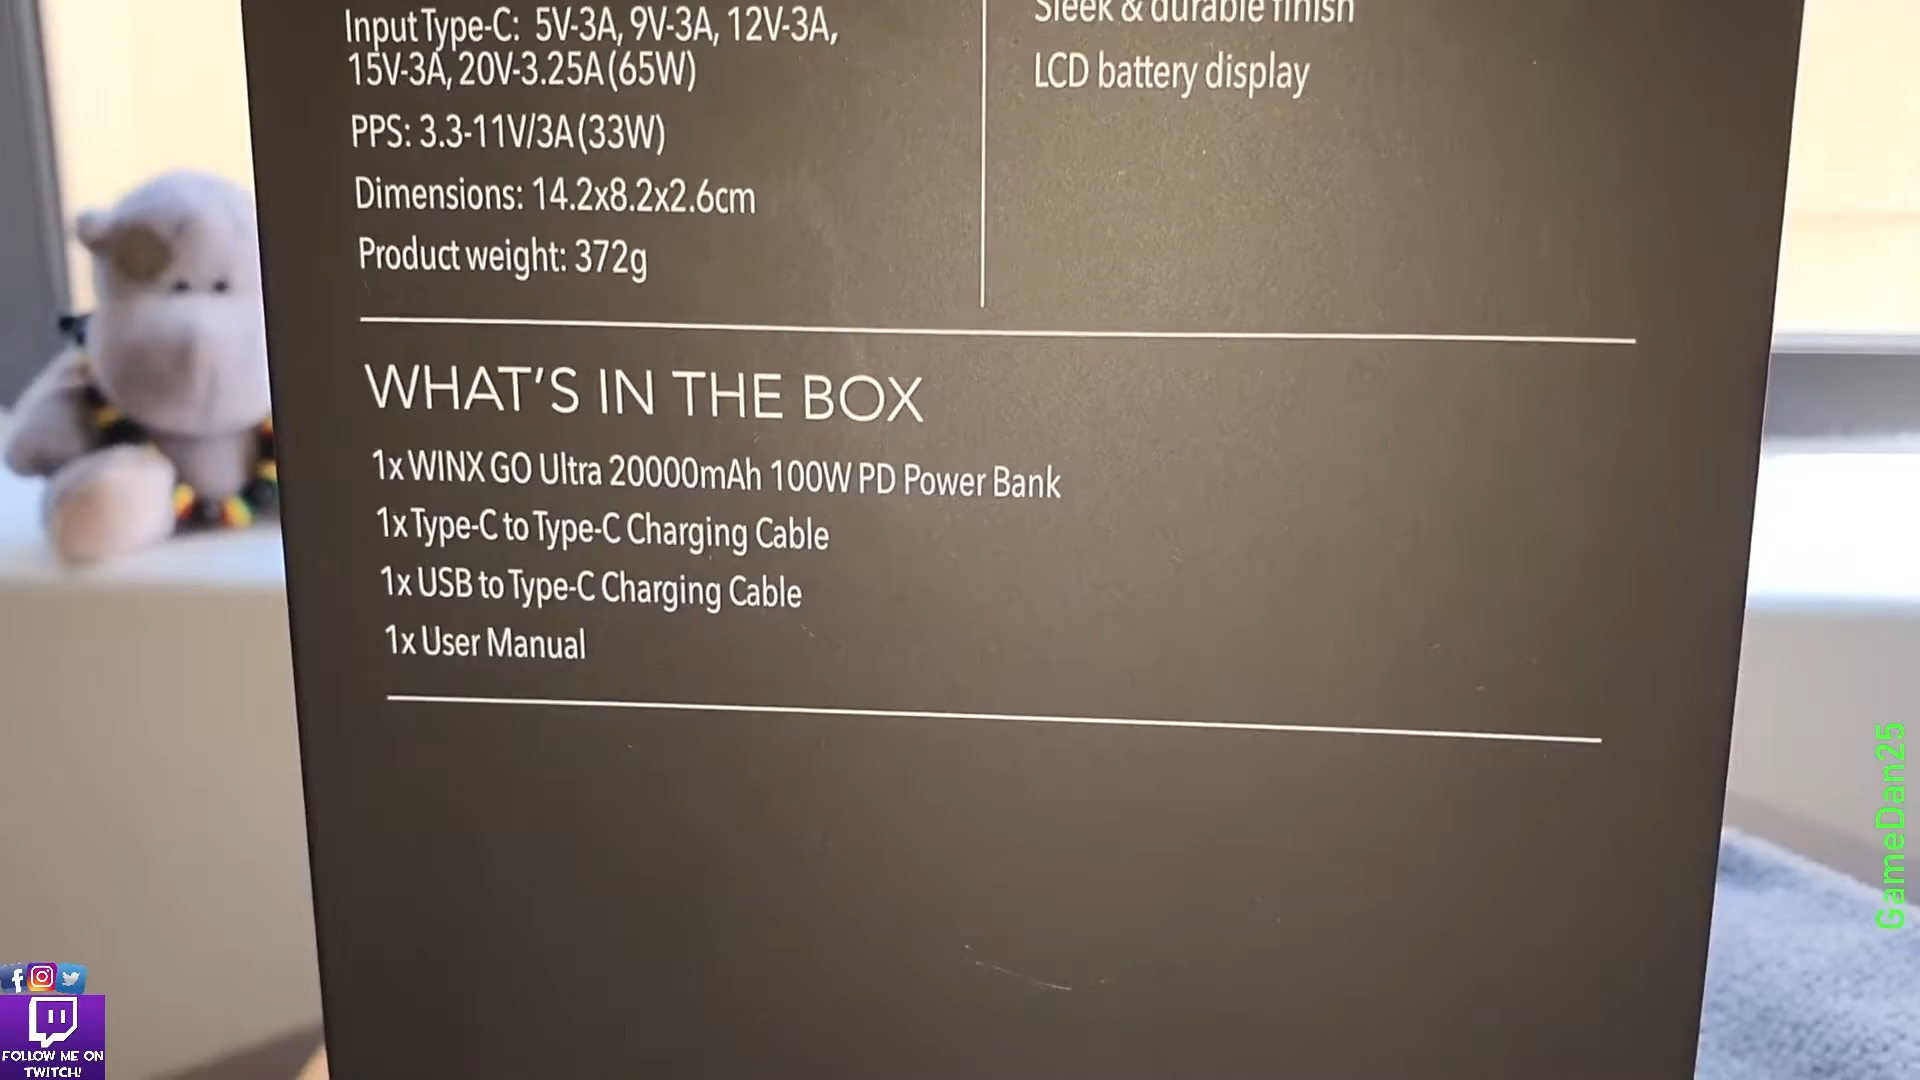 Input Type-C: 5V-3A, 9V-3A, 12V-3A,
15V-3A, 20V-3.25A (65W)
PPS: 3.3-11V/3A (33W)
Dimensions: 14.2x8.2x2.6cm
Product weight: 372g
Sleek & durable finish
LCD battery display
WHAT'S IN THE BOX
1x WINX GO Ultra 20000mAh 100W PD Power Bank
1x Type-C to Type-C Charging Cable
1x USB to Type-C Charging Cable
1x User Manual
GameDan25
FOLLOW ME ON
TWITCH!